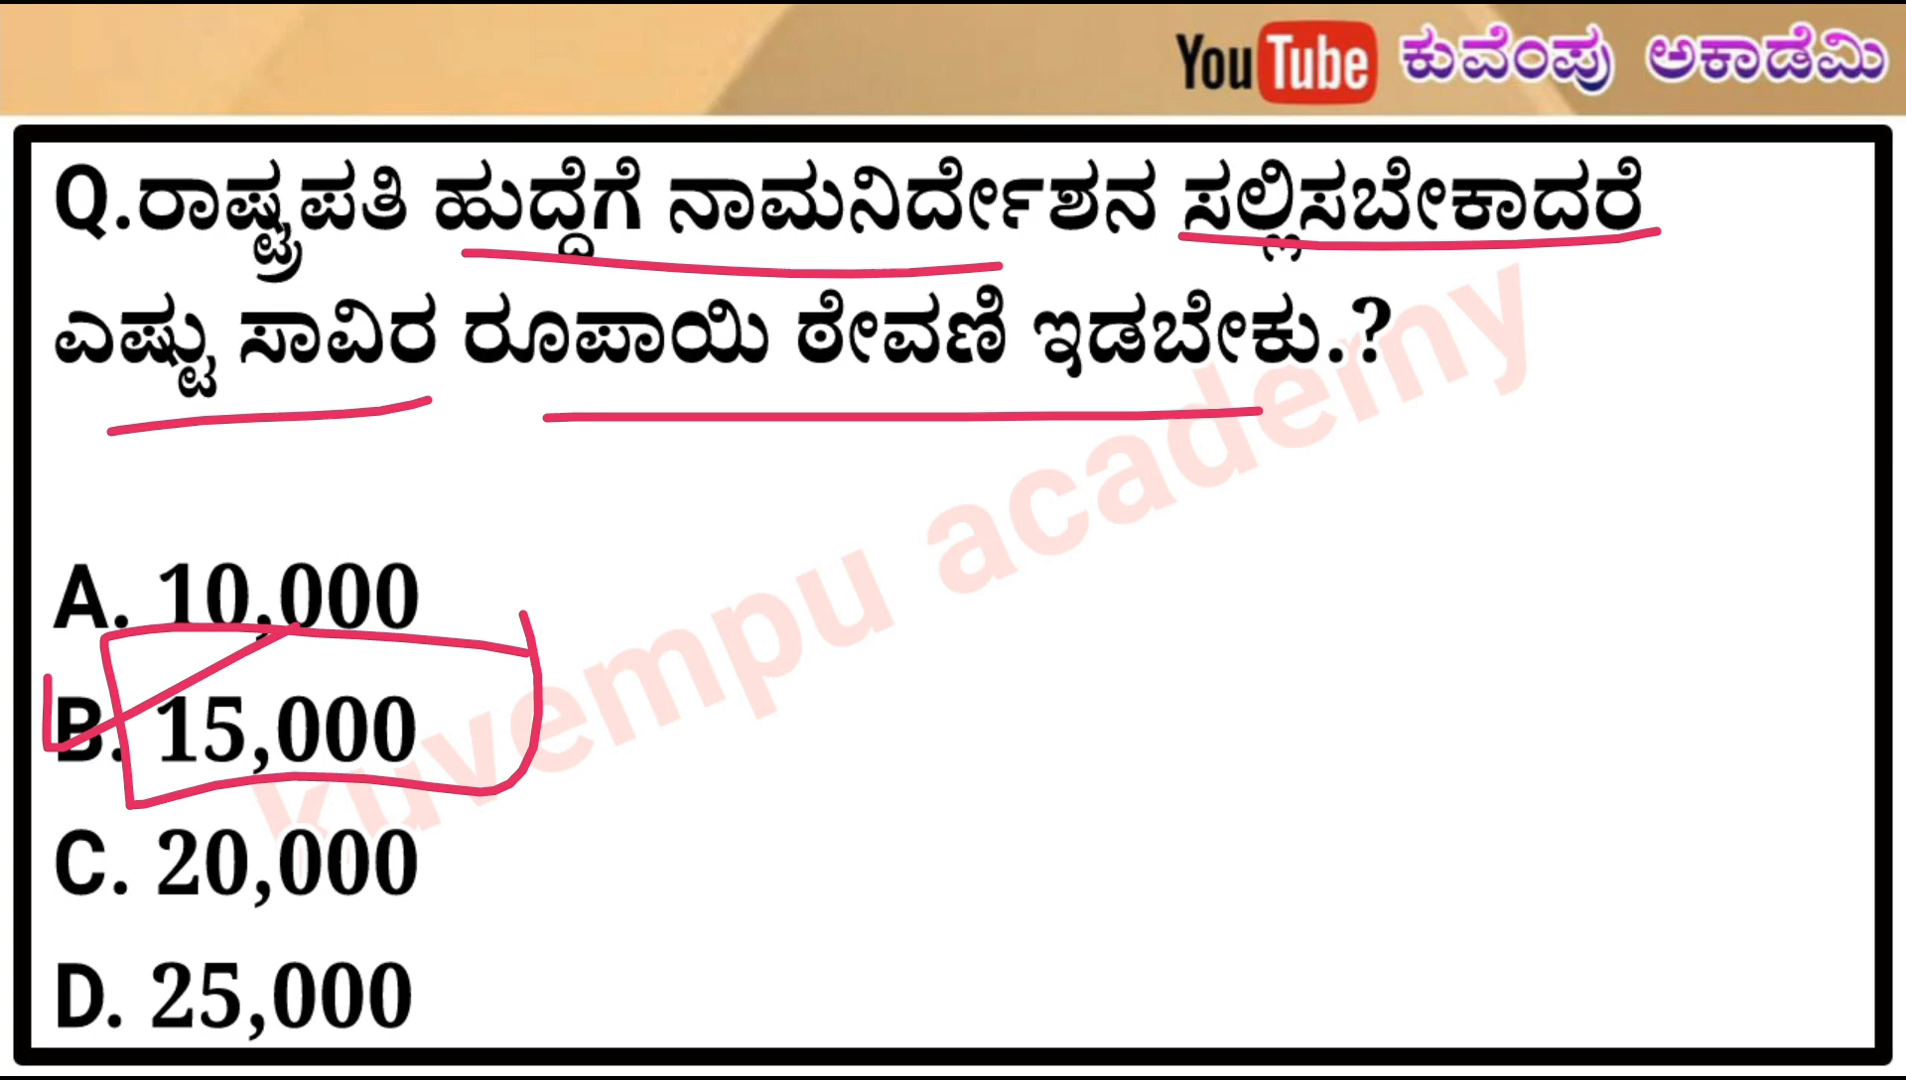 YouTube ಕುವೆಂಪು ಅಕಾಡೆಮಿ
Q.ರಾಷ್ಟ್ರಪತಿ ಹುದ್ದೆಗೆ ನಾಮನಿರ್ದೇಶನ ಸಲ್ಲಿಸಬೇಕಾದರೆ
ಎಷ್ಟು ಸಾವಿರ ರೂಪಾಯಿ ಠೇವಣಿ ಇಡಬೇಕು.?
kuvempu academy
A. 10,000
B. 15,000
C. 20,000
D. 25,000